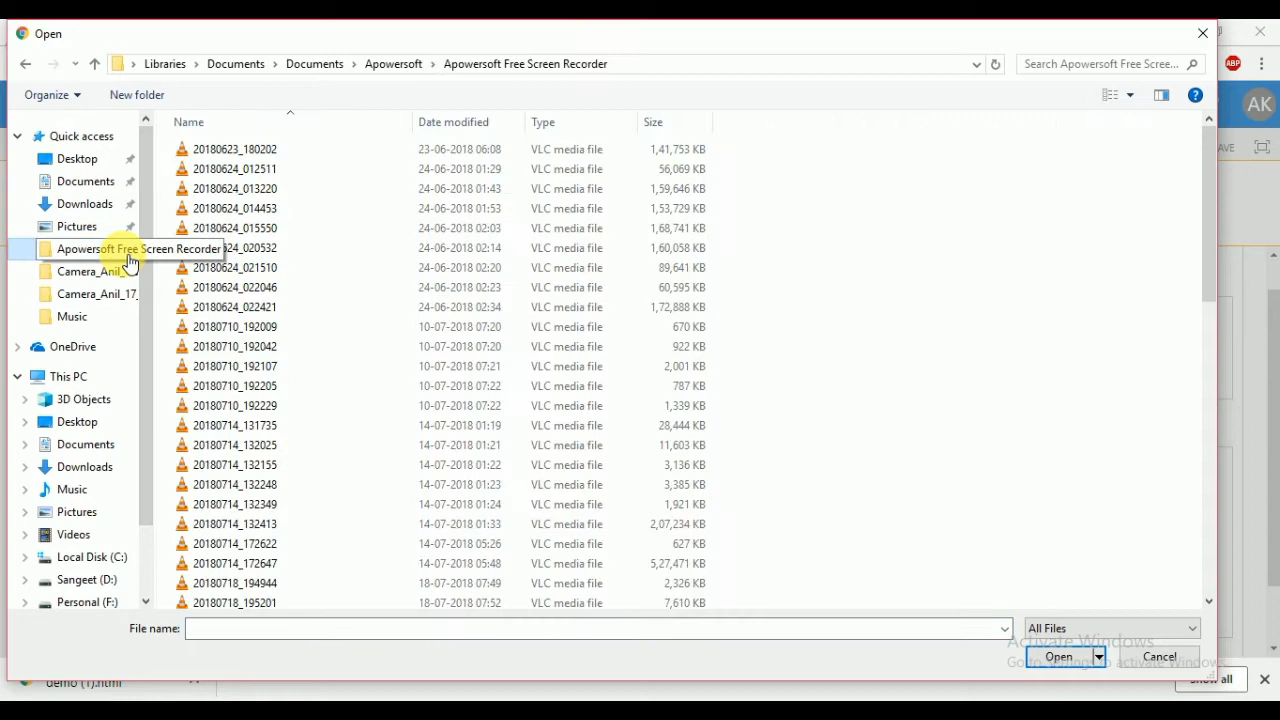 Open
Libraries > Documents > Documents > Apowersoft > Apowersoft Free Screen Recorder
Search Apowersoft Free Scree...
ABP
Organize
New folder
AK
AVE
Name Date modified Type Size
Quick access
Desktop
Documents
Downloads
Pictures
Apowersoft Free Screen Recorder
Camera_Anil_
Camera_Anil_17_
Music
OneDrive
This PC
3D Objects
Desktop
Documents
Downloads
Music
Pictures
Videos
Local Disk (C:)
Sangeet (D:)
Personal (F:)
20180623_180202 23-06-2018 06:08 VLC media file 1,41,753 KB
20180624_012511 24-06-2018 01:29 VLC media file 56,069 KB
20180624_013220 24-06-2018 01:43 VLC media file 1,59,646 KB
20180624_014453 24-06-2018 01:53 VLC media file 1,53,729 KB
20180624_015550 24-06-2018 02:03 VLC media file 1,68,741 KB
24_020532 24-06-2018 02:14 VLC media file 1,60,058 KB
20180624_021510 24-06-2018 02:20 VLC media file 89,641 KB
20180624_022046 24-06-2018 02:23 VLC media file 60,595 KB
20180624_022421 24-06-2018 02:34 VLC media file 1,72,888 KB
20180710_192009 10-07-2018 07:20 VLC media file 670 KB
20180710_192042 10-07-2018 07:20 VLC media file 922 KB
20180710_192107 10-07-2018 07:21 VLC media file 2,001 KB
20180710_192205 10-07-2018 07:22 VLC media file 787 KB
20180710_192229 10-07-2018 07:22 VLC media file 1,339 KB
20180714_131735 14-07-2018 01:19 VLC media file 28,444 KB
20180714_132025 14-07-2018 01:21 VLC media file 11,603 KB
20180714_132155 14-07-2018 01:22 VLC media file 3,136 KB
20180714_132248 14-07-2018 01:23 VLC media file 3,385 KB
20180714_132349 14-07-2018 01:24 VLC media file 1,921 KB
20180714_132413 14-07-2018 01:33 VLC media file 2,07,234 KB
20180714_172622 14-07-2018 05:26 VLC media file 627 KB
20180714_172647 14-07-2018 05:48 VLC media file 5,27,471 KB
20180718_194944 18-07-2018 07:49 VLC media file 2,326 KB
20180718_195201 18-07-2018 07:52 VLC media file 7,610 KB
File name:
All Files
Activate Windows
Go to Settings to activate Windows.
Open
Cancel
demo (1).html
Show all